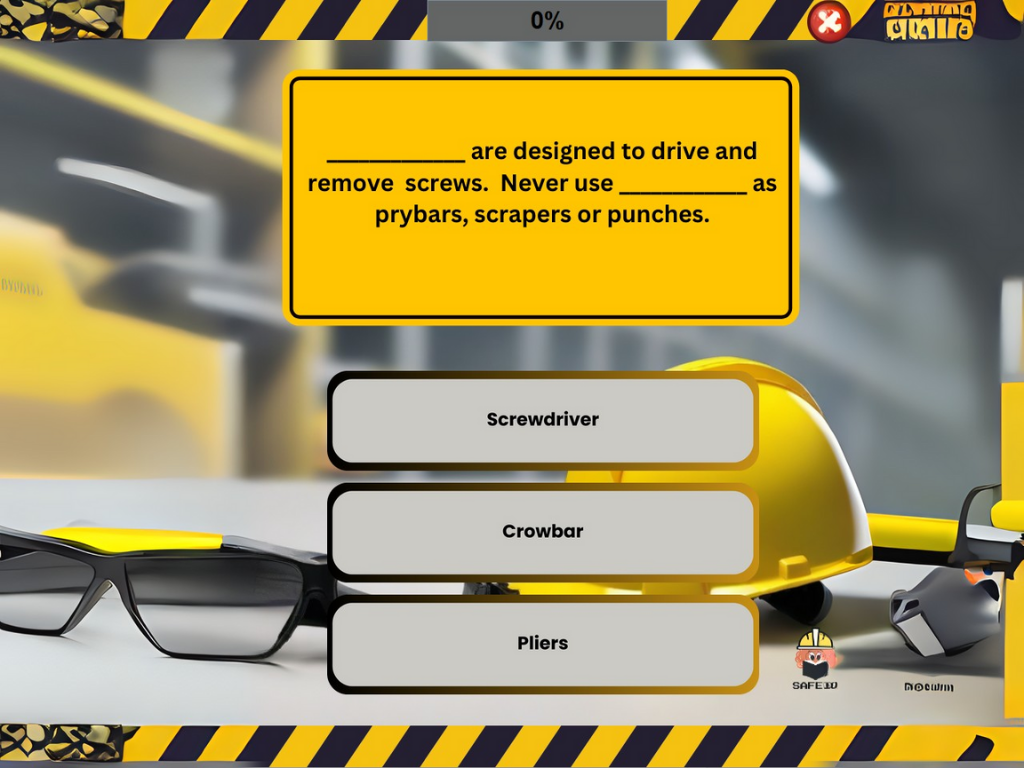 0%
____________ are designed to drive and
remove screws. Never use ___________ as
prybars, scrapers or punches.
Screwdriver
Crowbar
Pliers